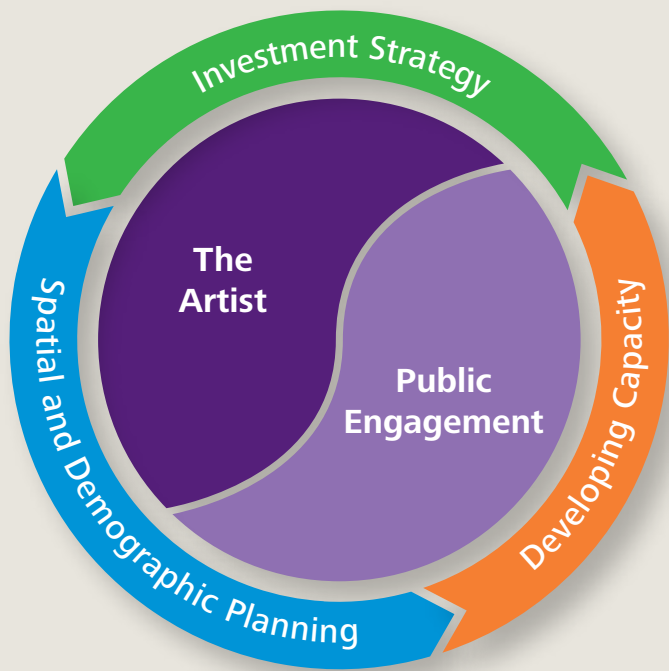 Investment Strategy
The
Artist
Public
Engagement
Developing Capacity
Spatial and Demographic Planning